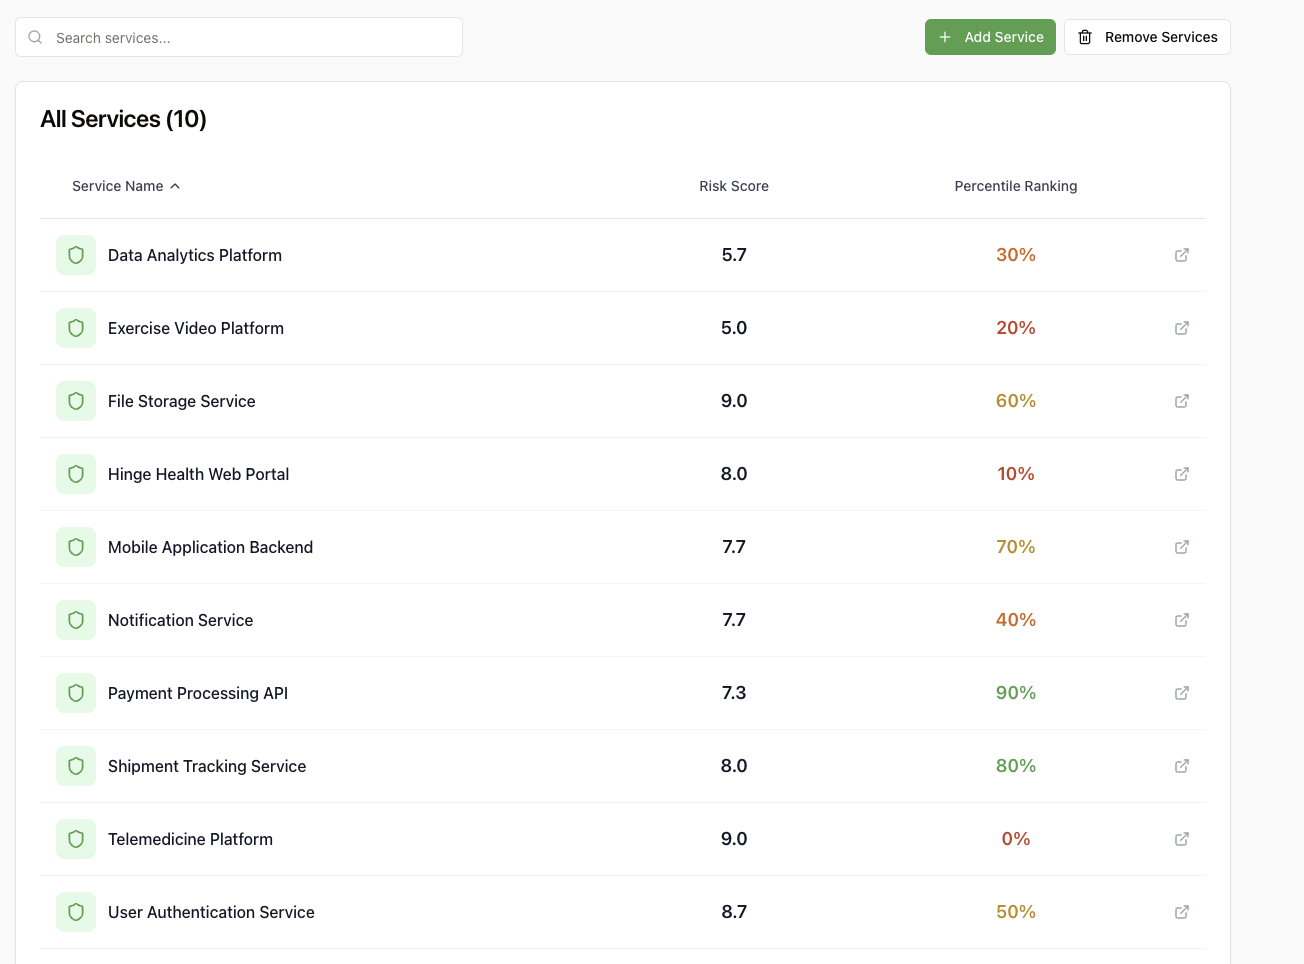 Search services...
Add Service
Remove Services
All Services (10)
Service Name Risk Score Percentile Ranking
Data Analytics Platform 5.7 30%
Exercise Video Platform 5.0 20%
File Storage Service 9.0 60%
Hinge Health Web Portal 8.0 10%
Mobile Application Backend 7.7 70%
Notification Service 7.7 40%
Payment Processing API 7.3 90%
Shipment Tracking Service 8.0 80%
Telemedicine Platform 9.0 0%
User Authentication Service 8.7 50%